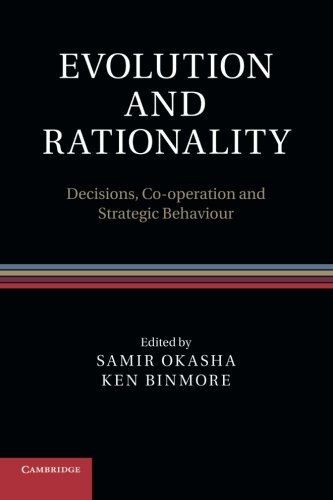 EVOLUTION
AND
RATIONALITY
Decisions, Co-operation and
Strategic Behaviour
Edited by
SAMIR OKASHA
KEN BINMORE
CAMBRIDGE